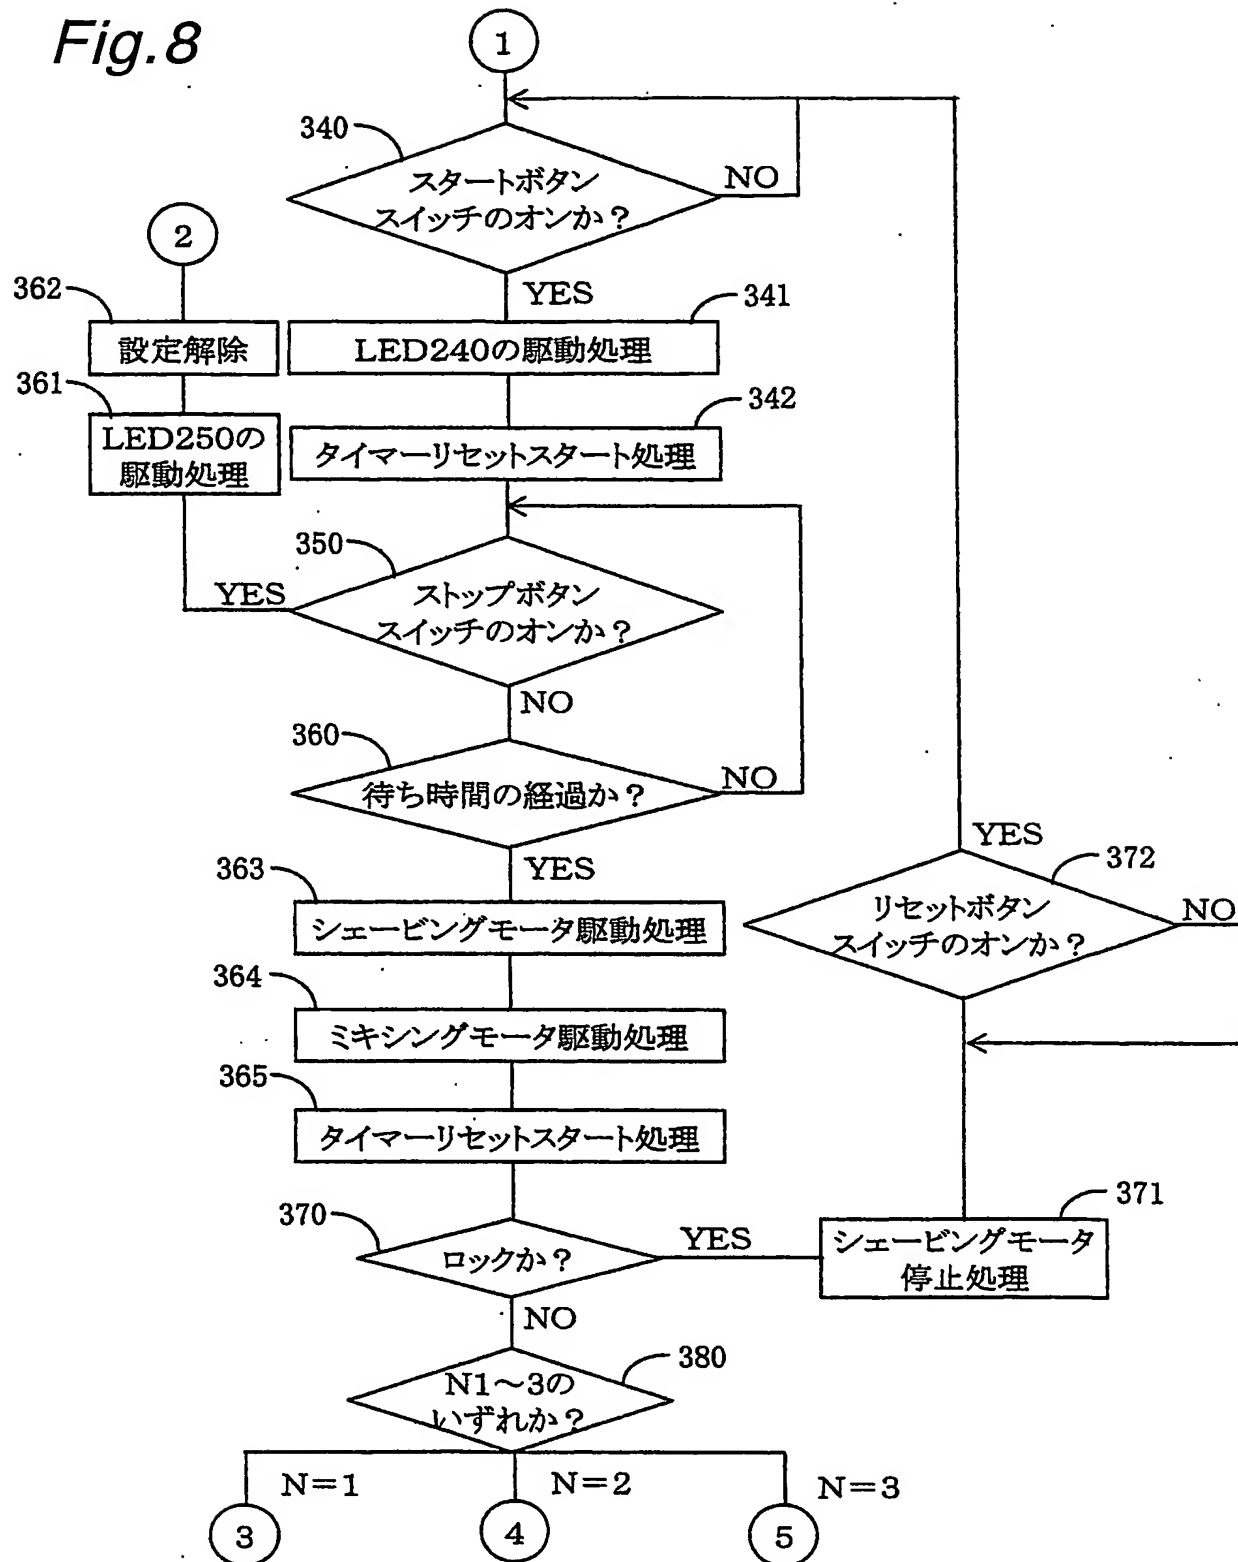 Fig.8
1
340
スタートボタン
スイッチのオンか？
NO
YES
2
362
設定解除
341
LED240の駆動処理
361
LED250の
駆動処理
342
タイマーリセットスタート処理
350
YES
ストップボタン
スイッチのオンか？
NO
360
待ち時間の経過か？
NO
YES
YES
372
リセットボタン
スイッチのオンか？
NO
363
シェービングモータ駆動処理
364
ミキシングモータ駆動処理
365
タイマーリセットスタート処理
370
ロックか？
YES
371
シェービングモータ
停止処理
NO
380
N1～3の
いずれか？
N=1
N=2
N=3
3
4
5